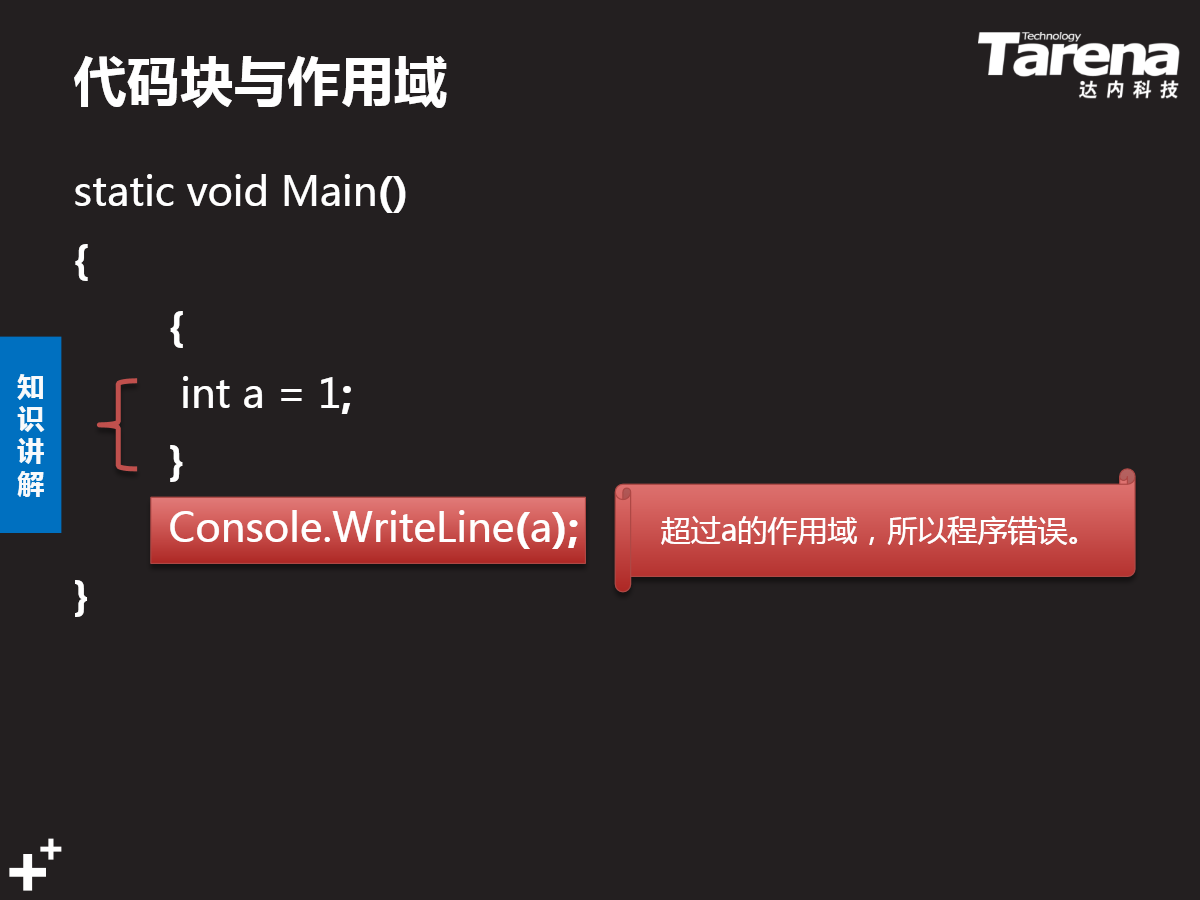 代码块与作用域
Technology
Tarena
达内科技
static void Main()
{
{
int a = 1;
}
Console.WriteLine(a);
超过a的作用域，所以程序错误。
}
知识讲解